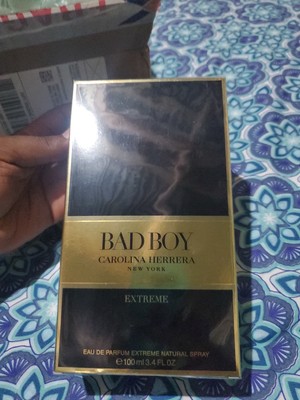 BAD BOY
CAROLINA HERRERA
NEW YORK
EXTREME
EAU DE PARFUM EXTREME NATURAL SPRAY
℮100 ml 3.4 FL.OZ